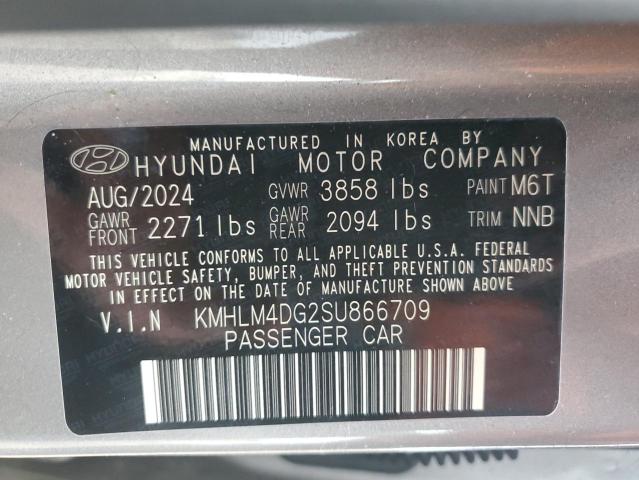 MANUFACTURED IN KOREA BY
HYUNDAI MOTOR COMPANY
AUG/2024 GVWR 3858 lbs PAINT M6T
GAWR FRONT 2271 lbs GAWR REAR 2094 lbs TRIM NNB
THIS VEHICLE CONFORMS TO ALL APPLICABLE U.S.A. FEDERAL
MOTOR VEHICLE SAFETY, BUMPER, AND THEFT PREVENTION
STANDARDS IN EFFECT ON THE DATE OF MANUFACTURE SHOWN ABOVE.
V.I.N KMHLM4DG2SU866709
PASSENGER CAR